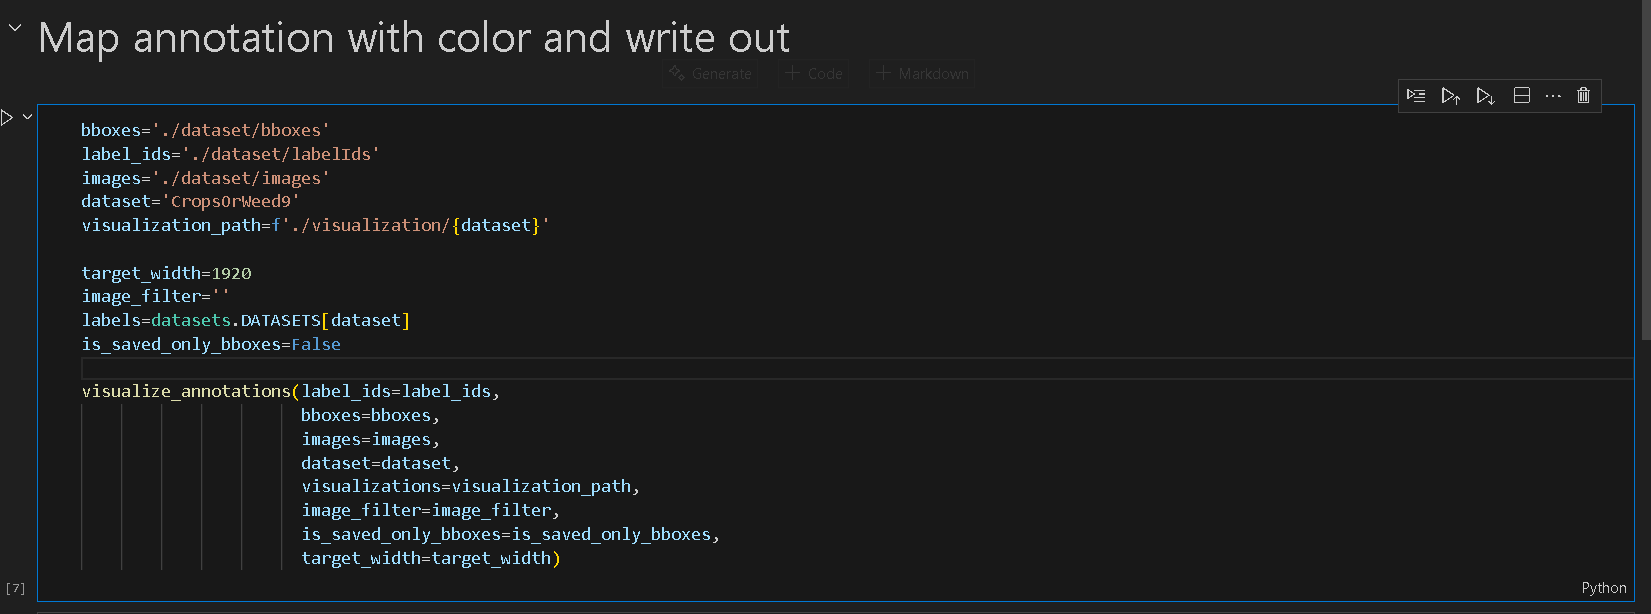 Map annotation with color and write out
Generate + Code + Markdown
bboxes='./dataset/bboxes'
label_ids='./dataset/labelIds'
images='./dataset/images'
dataset='CropsOrWeed9'
visualization_path=f'./visualization/{dataset}'
target_width=1920
image_filter=''
labels=datasets.DATASETS[dataset]
is_saved_only_bboxes=False
visualize_annotations(label_ids=label_ids,
bboxes=bboxes,
images=images,
dataset=dataset,
visualizations=visualization_path,
image_filter=image_filter,
is_saved_only_bboxes=is_saved_only_bboxes,
target_width=target_width)
[7]
Python